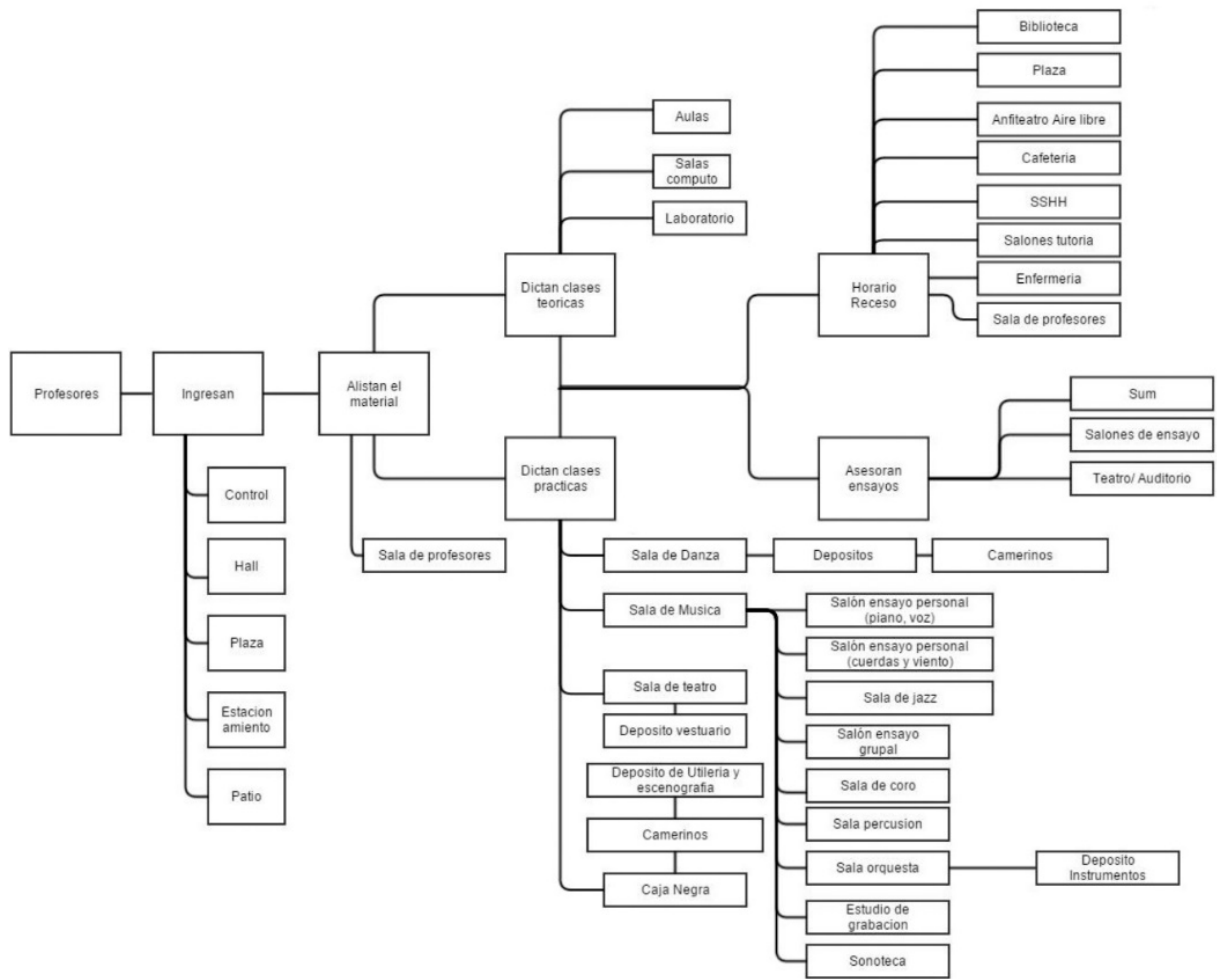 Biblioteca
Plaza
Anfiteatro Aire libre
Cafeteria
SSHH
Salones tutoria
Enfermeria
Sala de profesores
Horario
Receso
Aulas
Salas
computo
Laboratorio
Dictan clases
teoricas
Profesores
Ingresan
Alistan el
material
Dictan clases
practicas
Asesoran
ensayos
Sum
Salones de ensayo
Teatro/ Auditorio
Control
Hall
Plaza
Estacion
amiento
Patio
Sala de profesores
Sala de Danza
Depositos
Camerinos
Sala de Musica
Salón ensayo personal
(piano, voz)
Salón ensayo personal
(cuerdas y viento)
Sala de jazz
Salón ensayo
grupal
Sala de coro
Sala percusion
Sala orquesta
Deposito
Instrumentos
Estudio de
grabacion
Sonoteca
Sala de teatro
Deposito vestuario
Deposito de Utileria y
escenografia
Camerinos
Caja Negra